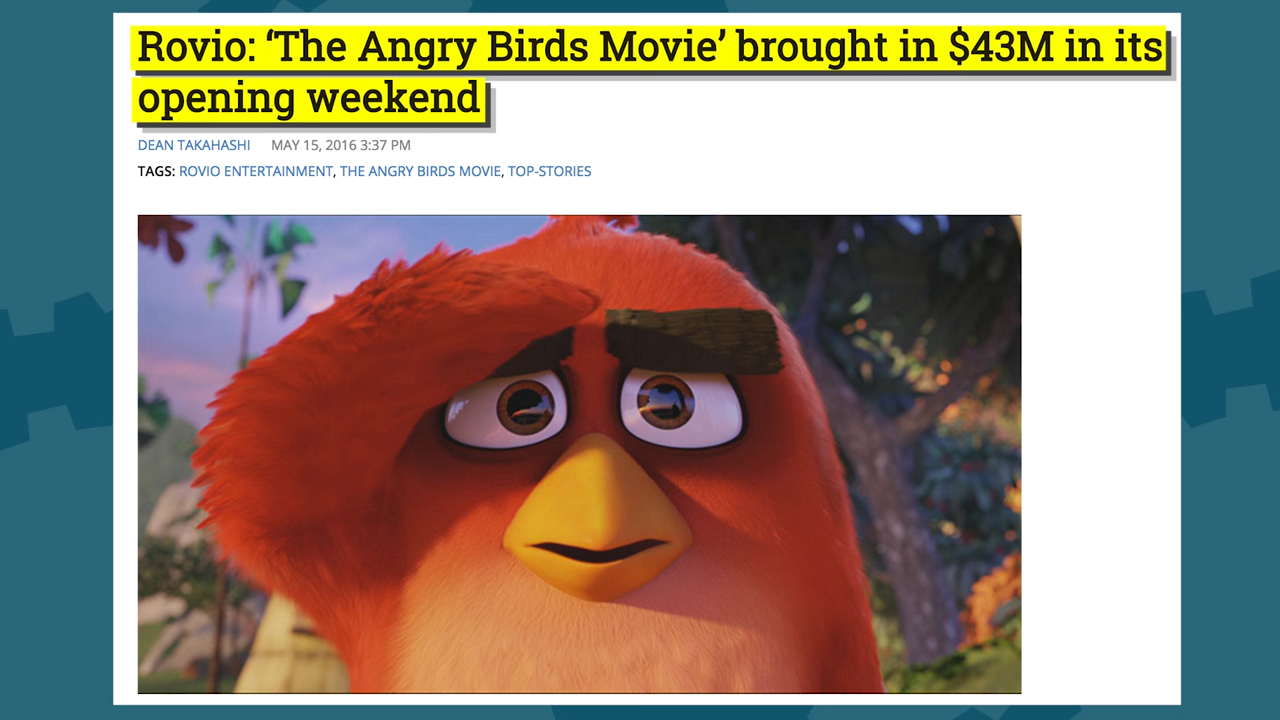 Rovio: ‘The Angry Birds Movie’ brought in $43M in its
opening weekend
DEAN TAKAHASHI MAY 15, 2016 3:37 PM
TAGS: ROVIO ENTERTAINMENT, THE ANGRY BIRDS MOVIE, TOP-STORIES